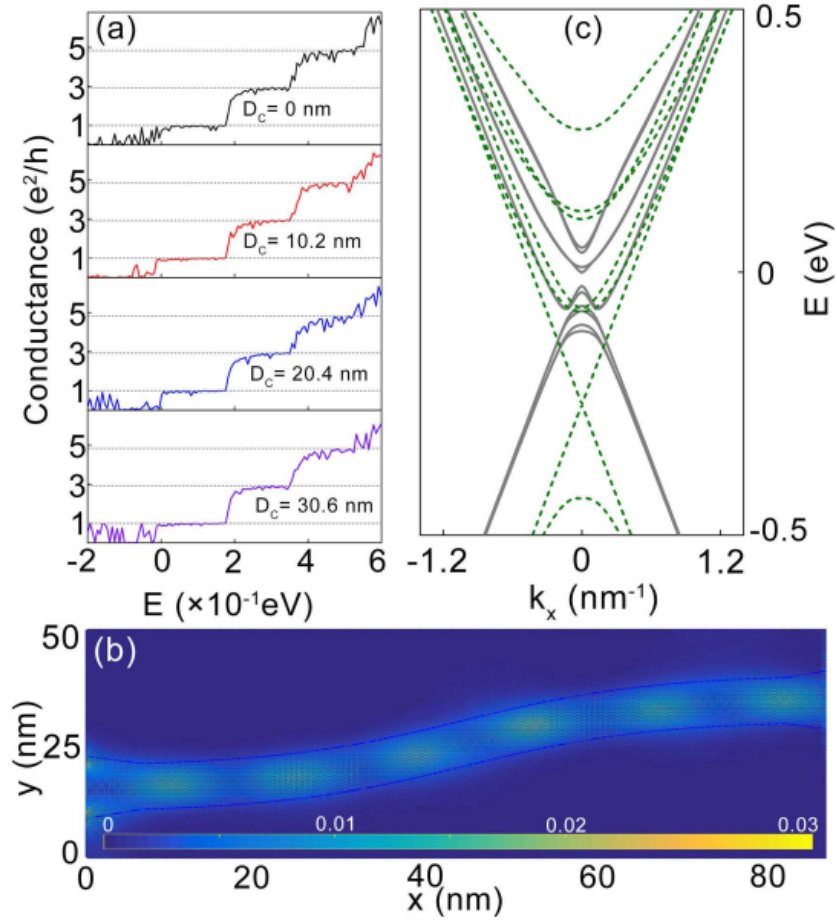 (a)
5
3
1
D_C = 0 nm
5
3
1
D_C = 10.2 nm
5
3
1
D_C = 20.4 nm
5
3
1
D_C = 30.6 nm
Conductance (e²/h)
-2 0 2 4 6
E (×10⁻¹eV)
(c)
0.5
0
-0.5
E (eV)
-1.2 0 1.2
k_x (nm⁻¹)
(b)
50
25
0
y (nm)
0 0.01 0.02 0.03
0 20 40 60 80
x (nm)